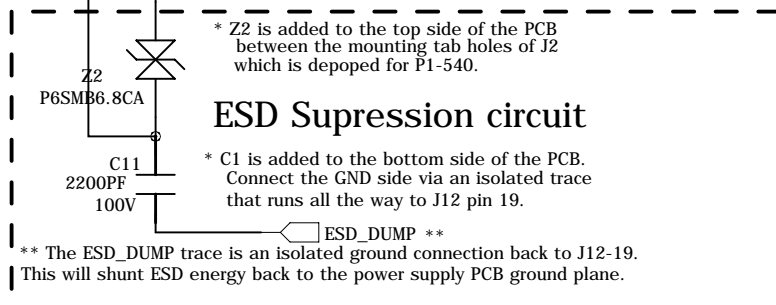 * Z2 is added to the top side of the PCB
between the mounting tab holes of J2
which is depoped for P1-540.
Z2
P6SMB6.8CA
ESD Supression circuit
* C1 is added to the bottom side of the PCB.
Connect the GND side via an isolated trace
that runs all the way to J12 pin 19.
C11
2200PF
100V
ESD_DUMP **
** The ESD_DUMP trace is an isolated ground connection back to J12-19.
This will shunt ESD energy back to the power supply PCB ground plane.